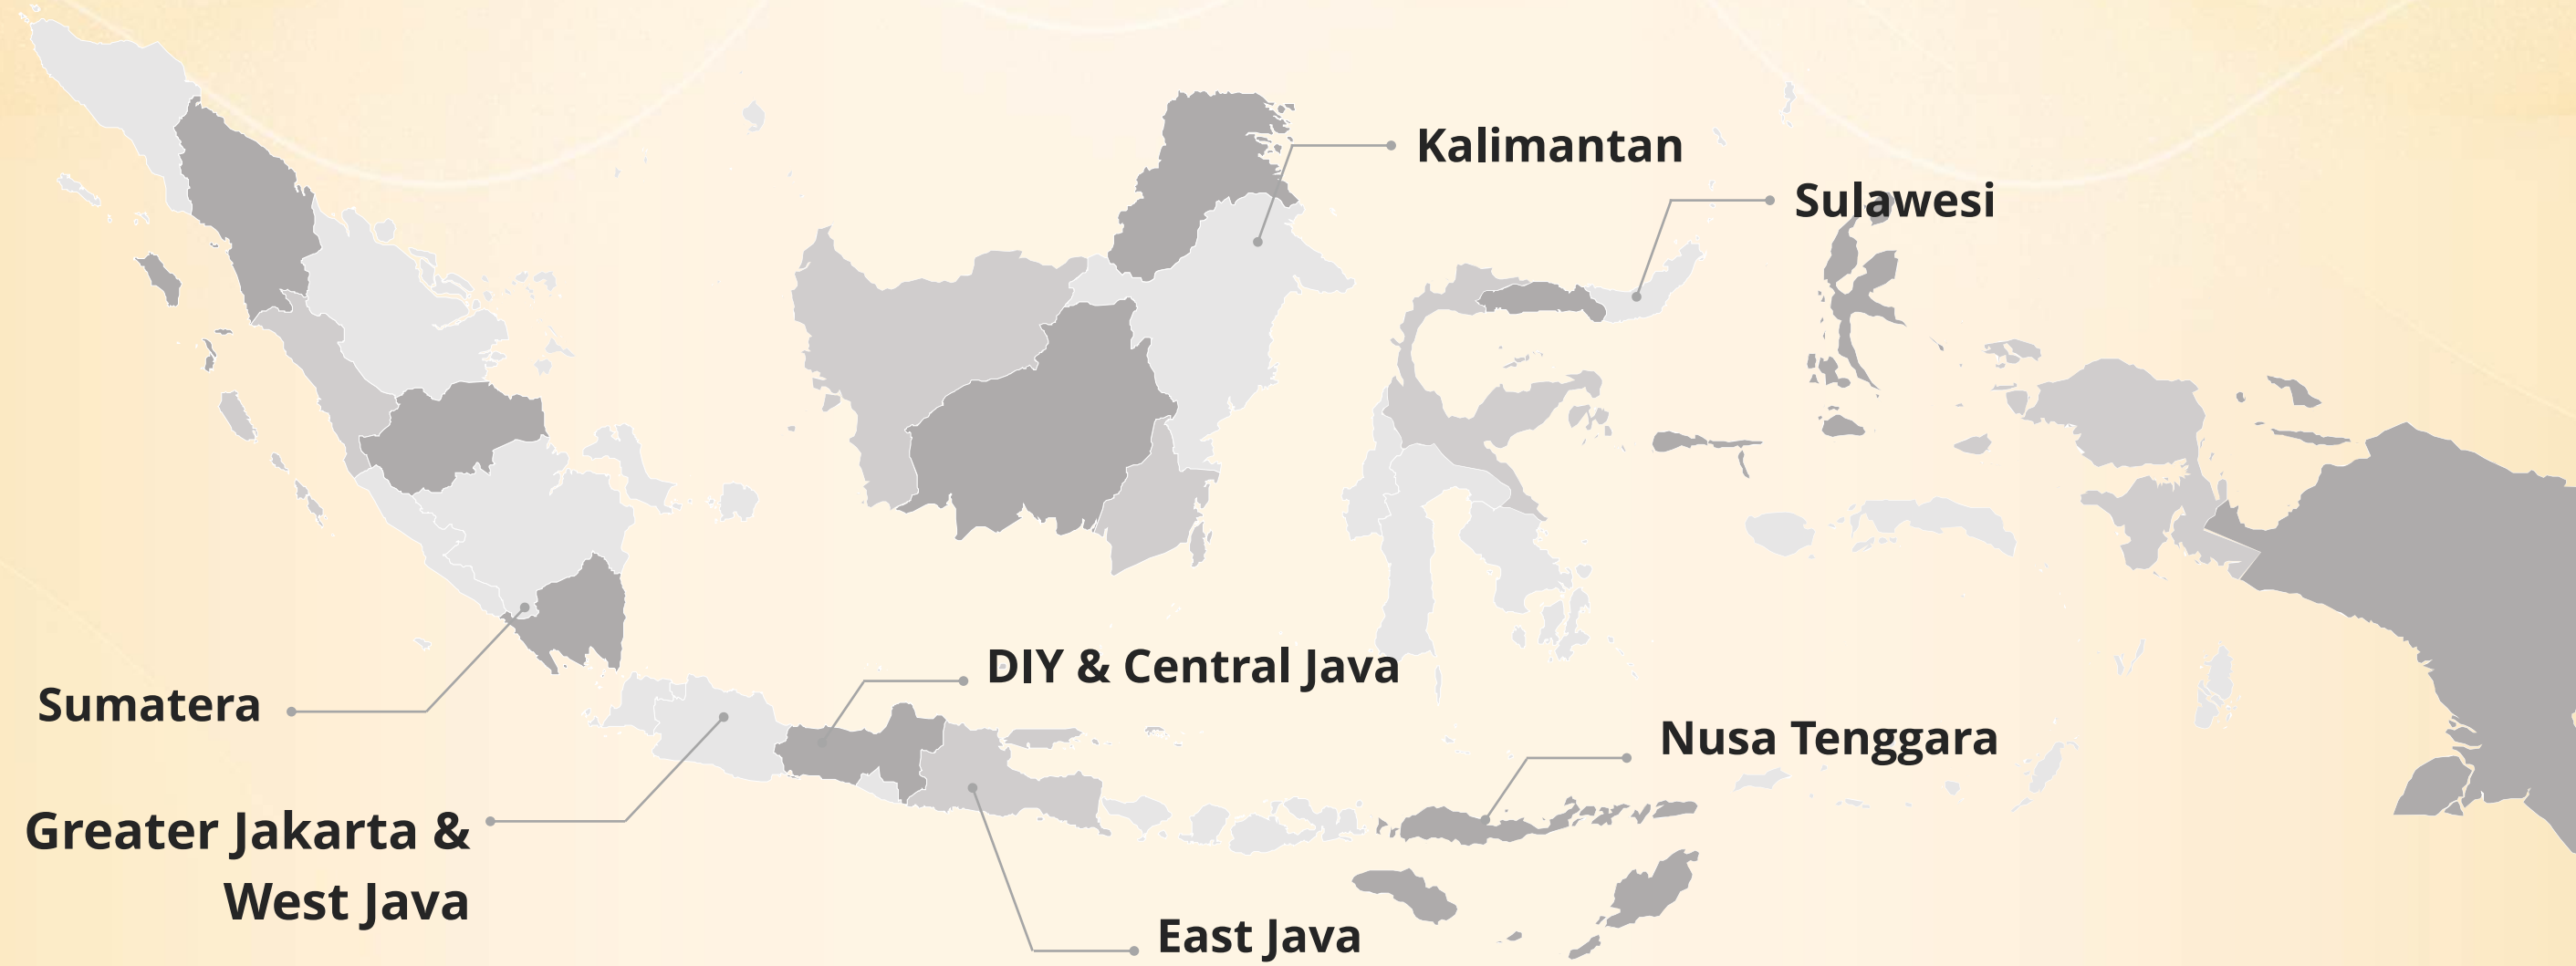 Kalimantan
Sulawesi
DIY & Central Java
Sumatera
Nusa Tenggara
Greater Jakarta &
West Java
East Java